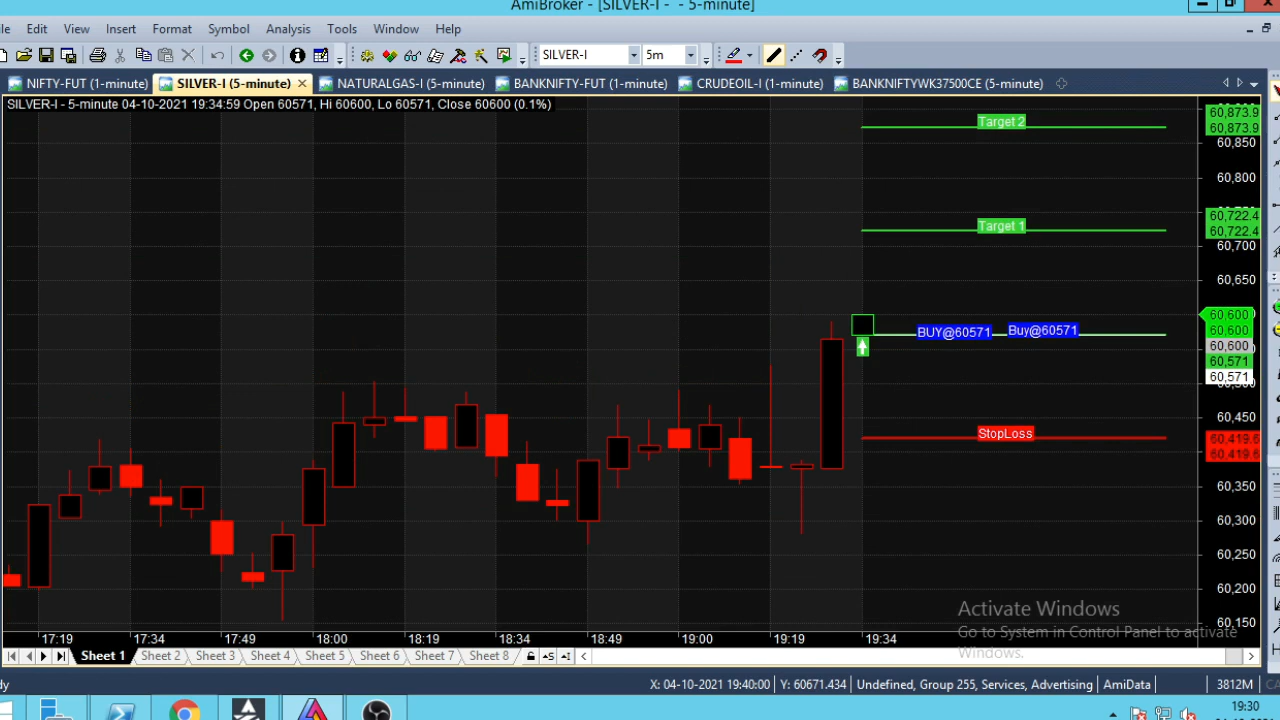 AmiBroker - [SILVER-I - - 5-minute]
Edit View Insert Format Symbol Analysis Tools Window Help
SILVER-I 5m
NIFTY-FUT (1-minute) SILVER-I (5-minute) NATURALGAS-I (5-minute) BANKNIFTY-FUT (1-minute) CRUDEOIL-I (1-minute) BANKNIFTYWK37500CE (5-minute)
SILVER-I - 5-minute 04-10-2021 19:34:59 Open 60571, Hi 60600, Lo 60571, Close 60600 (0.1%)
60,873.9
Target 2
60,873.9
60,850
60,800
60,722.4
Target 1
60,722.4
60,700
60,650
60,600
BUY@60571 Buy@60571
60,600
60,600
60,571
60,571
60,450
StopLoss
60,419.6
60,419.6
60,350
60,300
60,250
60,200
60,150
17:19 17:34 17:49 18:00 18:19 18:34 18:49 19:00 19:19 19:34
Activate Windows
Go to System in Control Panel to activate
Windows.
Sheet 1 Sheet 2 Sheet 3 Sheet 4 Sheet 5 Sheet 6 Sheet 7 Sheet 8
X: 04-10-2021 19:40:00 Y: 60671.434 Undefined, Group 255, Services, Advertising AmiData 3812M
19:30